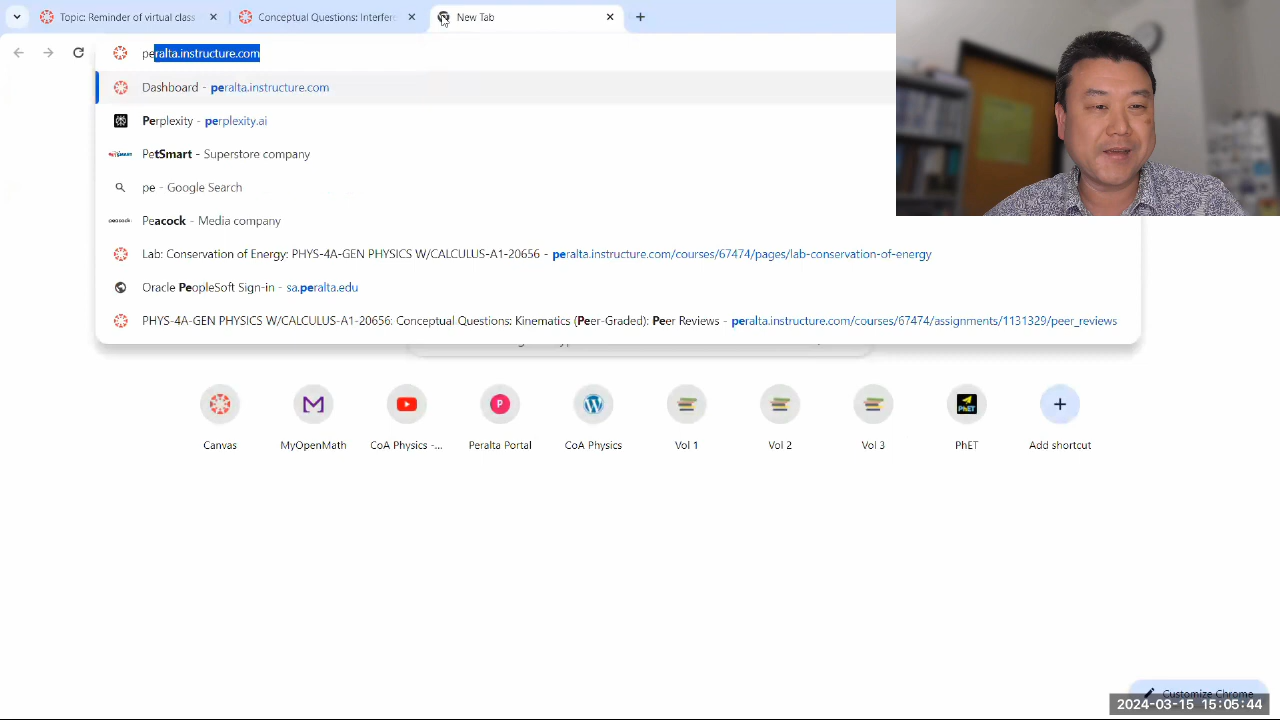 Topic: Reminder of virtual class
Conceptual Questions: Interfer
New Tab
peralta.instructure.com
Dashboard - peralta.instructure.com
Perplexity - perplexity.ai
PetSmart - Superstore company
pe - Google Search
Peacock - Media company
Lab: Conservation of Energy: PHYS-4A-GEN PHYSICS W/CALCULUS-A1-20656 - peralta.instructure.com/courses/67474/pages/lab-conservation-of-energy
Oracle PeopleSoft Sign-in - sa.peralta.edu
PHYS-4A-GEN PHYSICS W/CALCULUS-A1-20656: Conceptual Questions: Kinematics (Peer-Graded): Peer Reviews - peralta.instructure.com/courses/67474/assignments/1131329/peer_reviews
Canvas
MyOpenMath
CoA Physics -...
Peralta Portal
CoA Physics
Vol 1
Vol 2
Vol 3
PhET
Add shortcut
Customize Chrome
2024-03-15 15:05:44